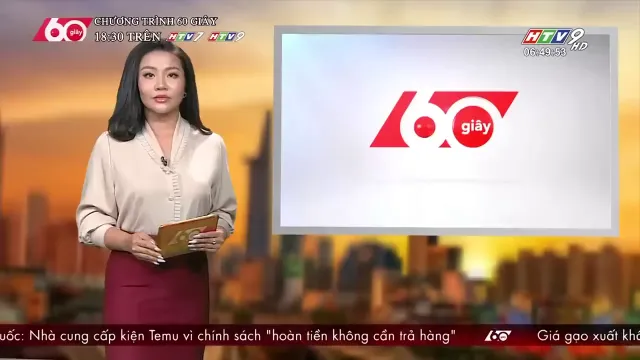 60 giây
CHƯƠNG TRÌNH 60 GIÂY
18:30 TRÊN HTV7 HTV9
HTV9 HD
06:49:53
60 giây
60
uốc: Nhà cung cấp kiện Temu vì chính sách "hoàn tiền không cần trả hàng" 60 Giá gạo xuất khẩ